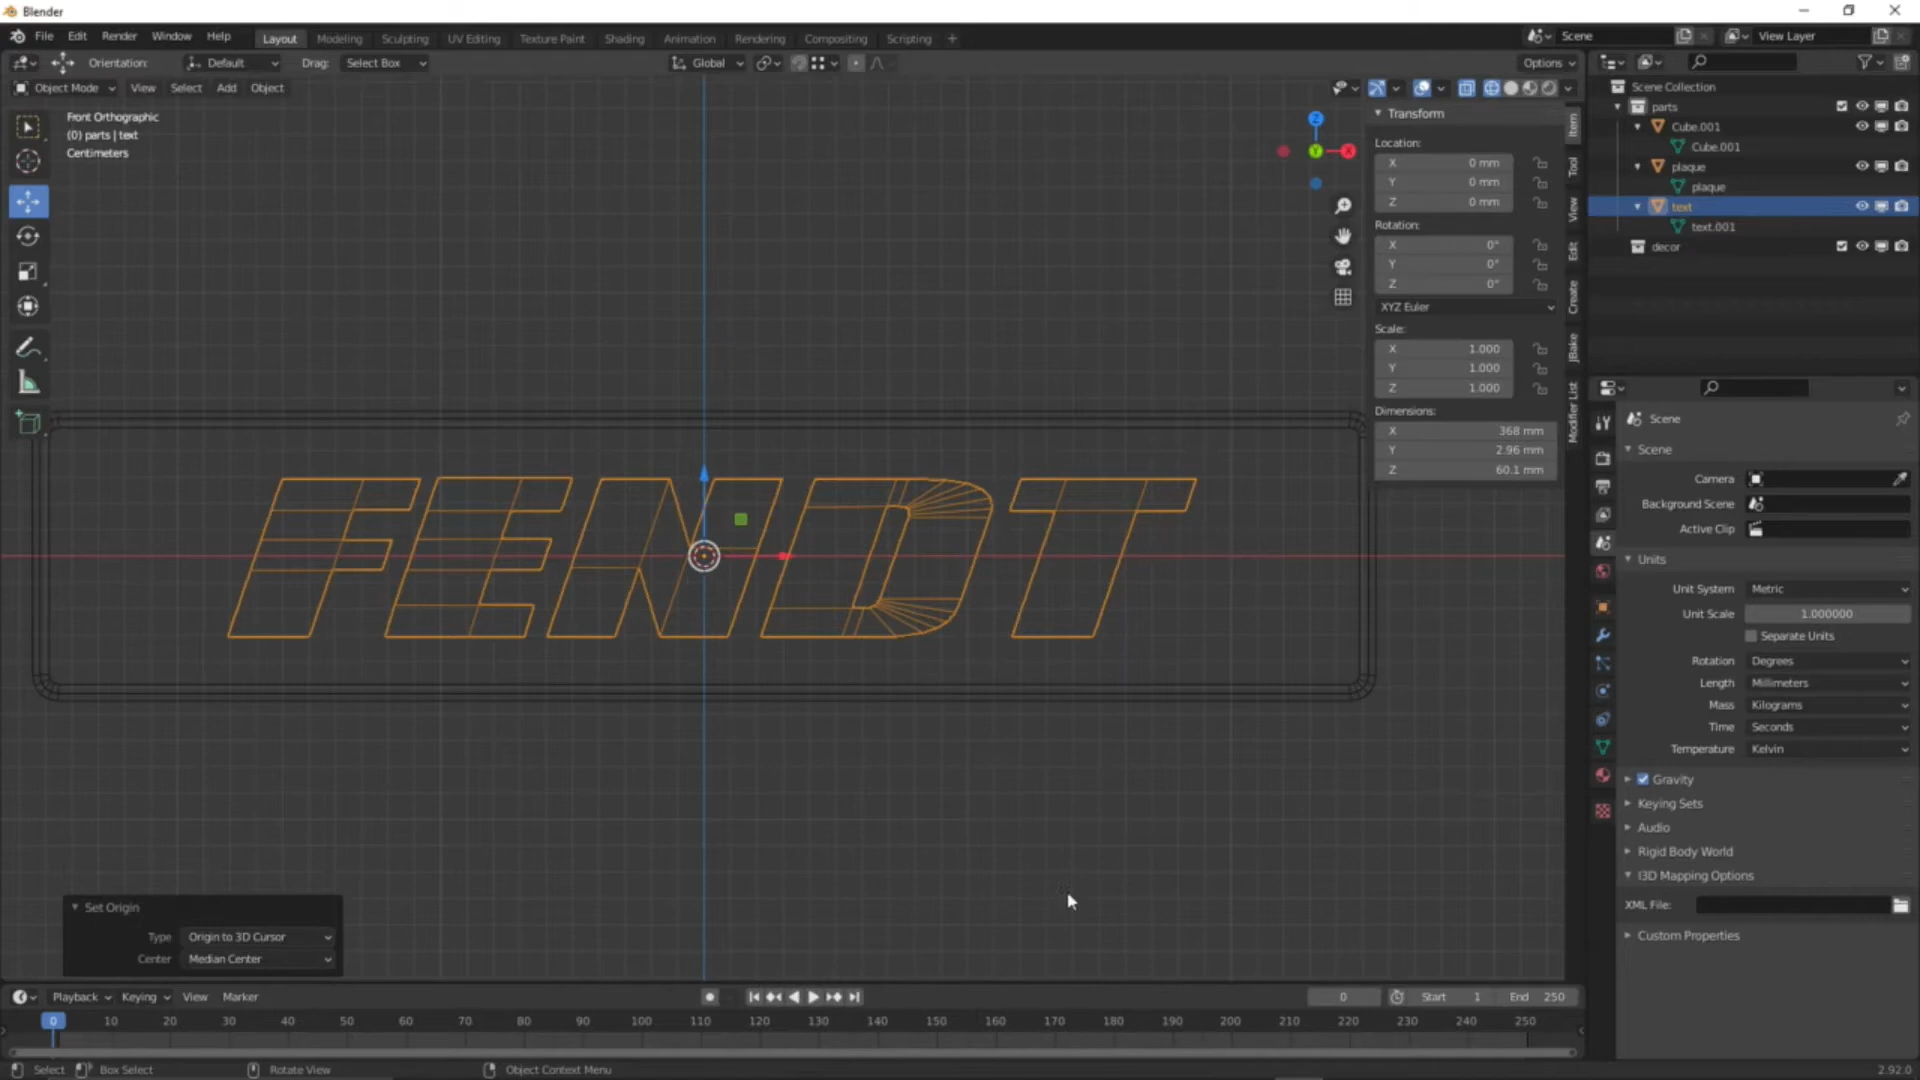 Blender
File Edit Render Window Help Layout Modeling Sculpting UV Editing Texture Paint Shading Animation Rendering Compositing Scripting + Scene View Layer
Orientation: Default Drag: Select Box Global Options
Object Mode View Select Add Object
Front Orthographic
(0) parts | text
Centimeters
Z
Y
X
Transform
Location:
X 0 mm
Y 0 mm
Z 0 mm
Rotation:
X 0°
Y 0°
Z 0°
XYZ Euler
Scale:
X 1.000
Y 1.000
Z 1.000
Dimensions:
X 368 mm
Y 2.96 mm
Z 60.1 mm
Item
Tool
View
Edit
Create
JBake
Modifier List
Scene Collection
parts
Cube.001
Cube.001
plaque
plaque
text
text.001
decor
FENDT
Scene
Scene
Camera
Background Scene
Active Clip
Units
Unit System Metric
Unit Scale 1.000000
Separate Units
Rotation Degrees
Length Millimeters
Mass Kilograms
Time Seconds
Temperature Kelvin
Gravity
Keying Sets
Audio
Rigid Body World
I3D Mapping Options
XML File:
Custom Properties
Set Origin
Type Origin to 3D Cursor
Center Median Center
Playback Keying View Marker 0 Start 1 End 250
0 10 20 30 40 50 60 70 80 90 100 110 120 130 140 150 160 170 180 190 200 210 220 230 240 250
Select Box Select Rotate View Object Context Menu 2.92.0